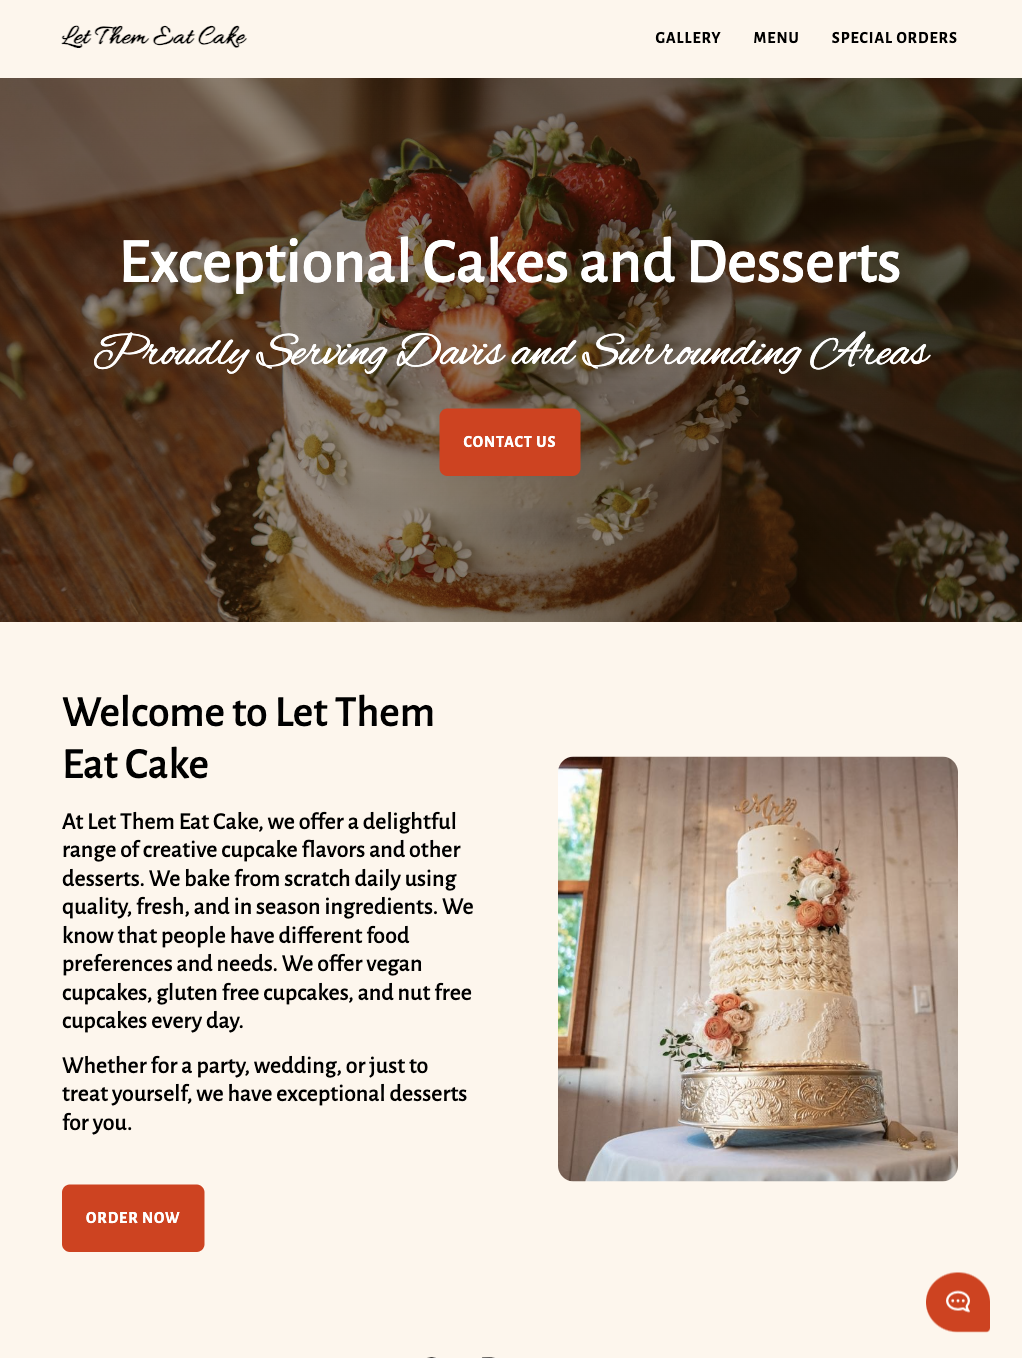 Let Them Eat Cake
GALLERY MENU SPECIAL ORDERS
Exceptional Cakes and Desserts
Proudly Serving Davis and Surrounding Areas
CONTACT US
Welcome to Let Them
Eat Cake
At Let Them Eat Cake, we offer a delightful
range of creative cupcake flavors and other
desserts. We bake from scratch daily using
quality, fresh, and in season ingredients. We
know that people have different food
preferences and needs. We offer vegan
cupcakes, gluten free cupcakes, and nut free
cupcakes every day.
Whether for a party, wedding, or just to
treat yourself, we have exceptional desserts
for you.
ORDER NOW